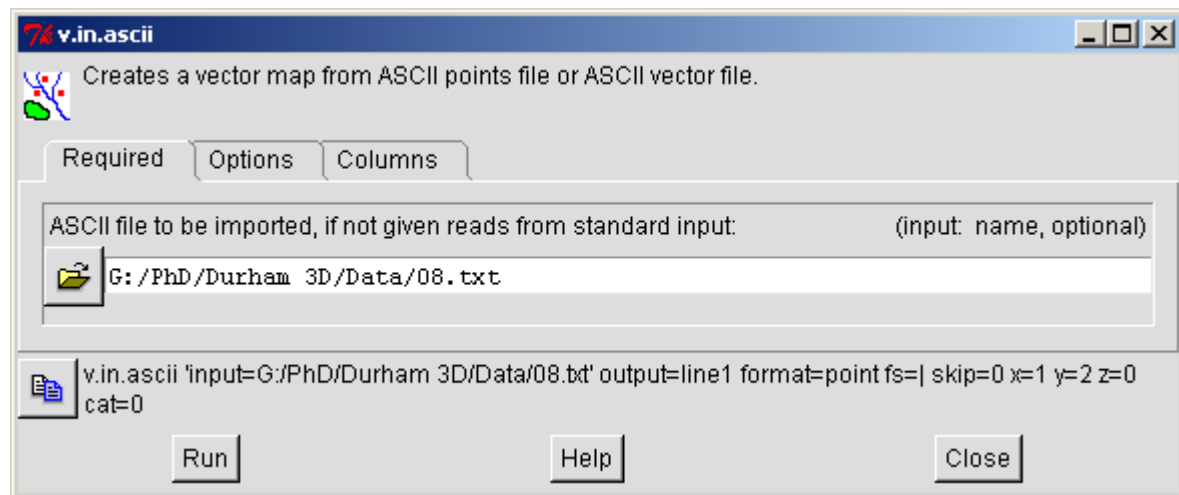 v.in.ascii
Creates a vector map from ASCII points file or ASCII vector file.
Required Options Columns
ASCII file to be imported, if not given reads from standard input: (input: name, optional)
G:/PhD/Durham 3D/Data/08.txt
v.in.ascii 'input=G:/PhD/Durham 3D/Data/08.txt' output=line1 format=point fs=| skip=0 x=1 y=2 z=0
cat=0
Run Help Close